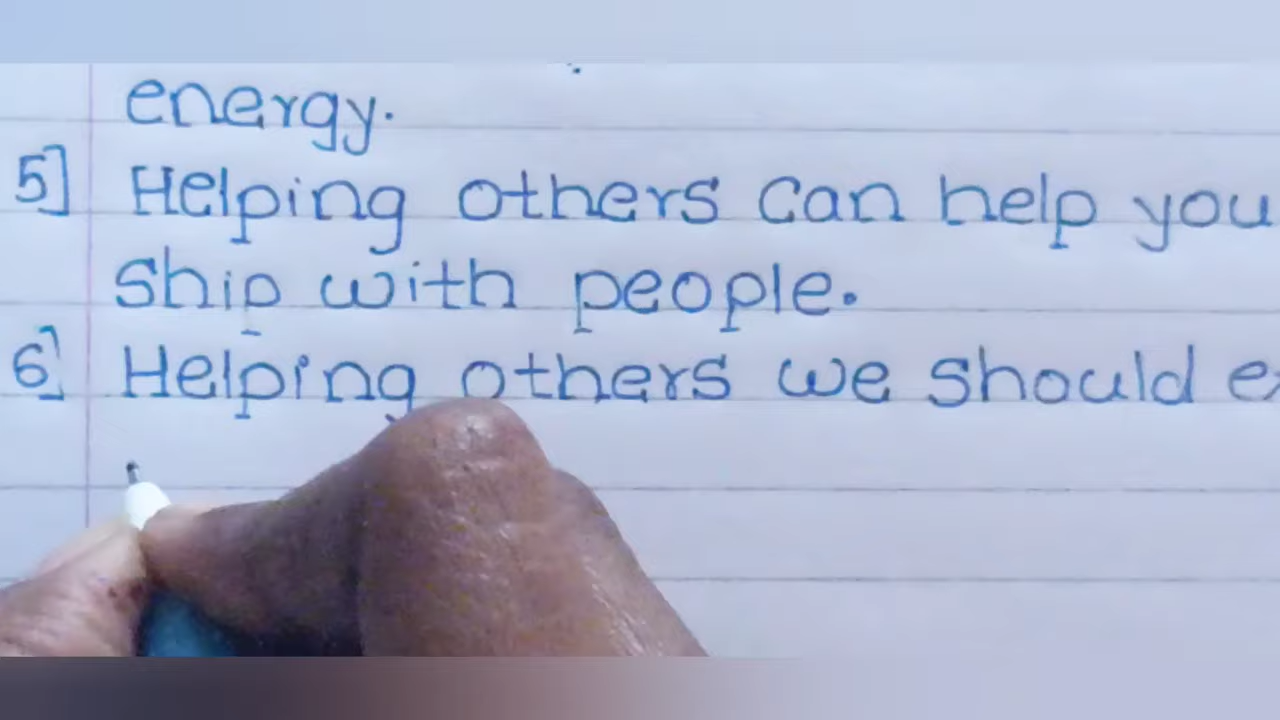 energy.
5] Helping others can help you
ship with people.
6] Helping others we should